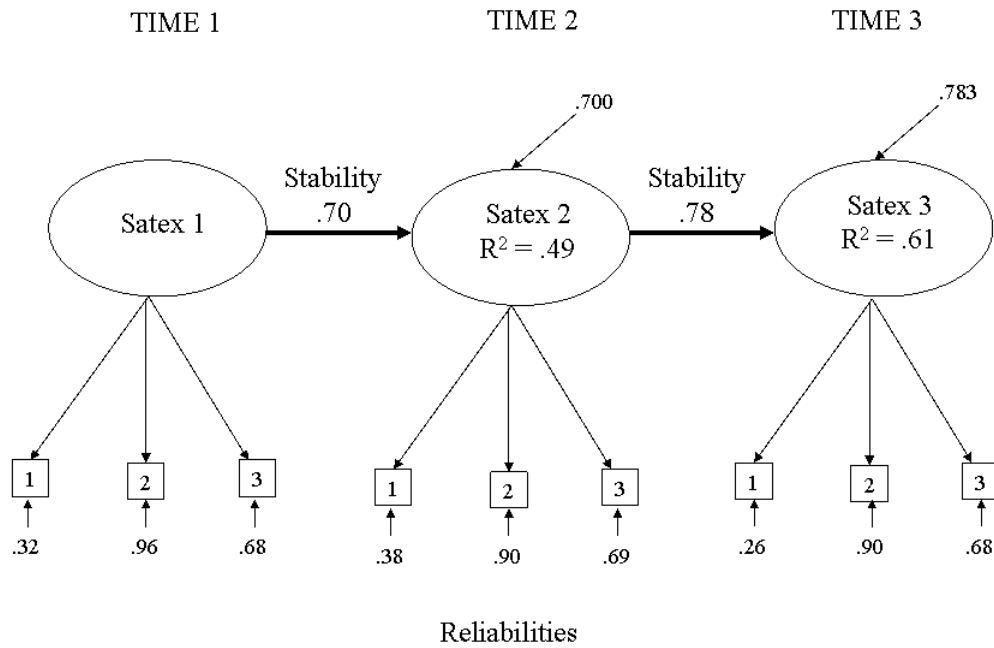 TIME 1
TIME 2
TIME 3
.700
.783
Stability
.70
Stability
.78
Satex 1
Satex 2
R² = .49
Satex 3
R² = .61
1
2
3
1
2
3
1
2
3
.32
.96
.68
.38
.90
.69
.26
.90
.68
Reliabilities